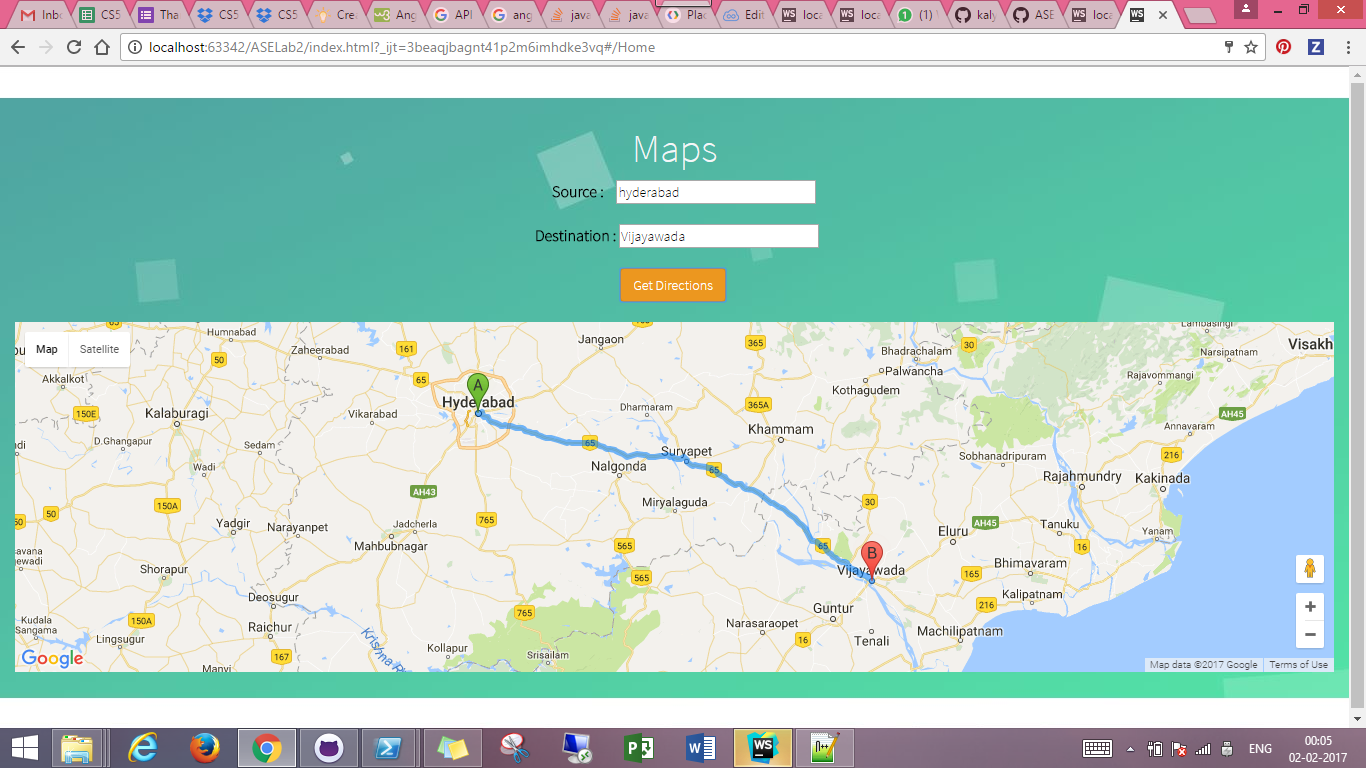 Inb
CS5
Tha
CS5
CS5
Cre
Ang
API
ang
java
java
Plac
Edit
loca
loca
(1)
kaly
ASE
loca
localhost:63342/ASELab2/index.html?_ijt=3beaqjbagnt41p2m6imhdke3vq#/Home
Maps
Source : hyderabad
Destination : Vijayawada
Get Directions
Map Satellite
Humnabad
Zaheerabad
Jangaon
Bhadrachalam
Lambasingi
Visakh
Narsipatnam
Palwancha
Akkalkot
Kothagudem
Rajavommangi
Kalaburagi
Vikarabad
A
Hyderabad
Dharmaram
Khammam
Annavaram
D.Ghangapur
Sedam
Wadi
Suryapet
Nalgonda
Sobhanadripuram
Rajahmundry
Kakinada
Miryalaguda
Yadgir
Narayanpet
Jadcherla
Mahbubnagar
Eluru
Tanuku
Yanam
B
Vijayawada
Bhimavaram
Shorapur
Deosugur
Raichur
Guntur
Kalipatnam
Kudala
Sangama
Lingsugur
Kollapur
Srisailam
Narasaraopet
Tenali
Machilipatnam
Manvi
Krishna R
50
161
65
365
30
150E
365A
AH45
65
216
65
150A
AH43
50
765
30
AH45
16
565
65
565
165
765
216
150A
16
167
Google
Map data ©2017 Google
Terms of Use
ENG
00:05
02-02-2017